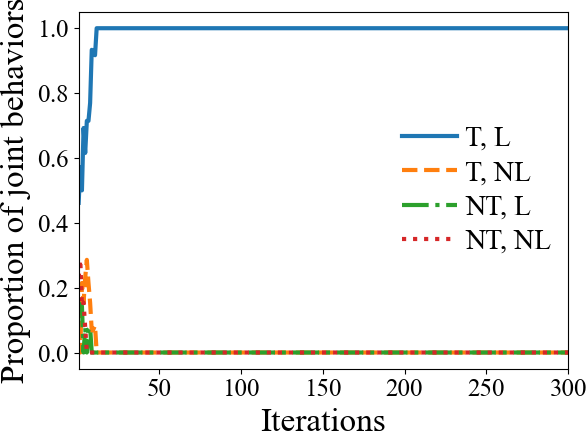 Proportion of joint behaviors
1.0
0.8
0.6
0.4
0.2
0.0
T, L
T, NL
NT, L
NT, NL
50 100 150 200 250 300
Iterations